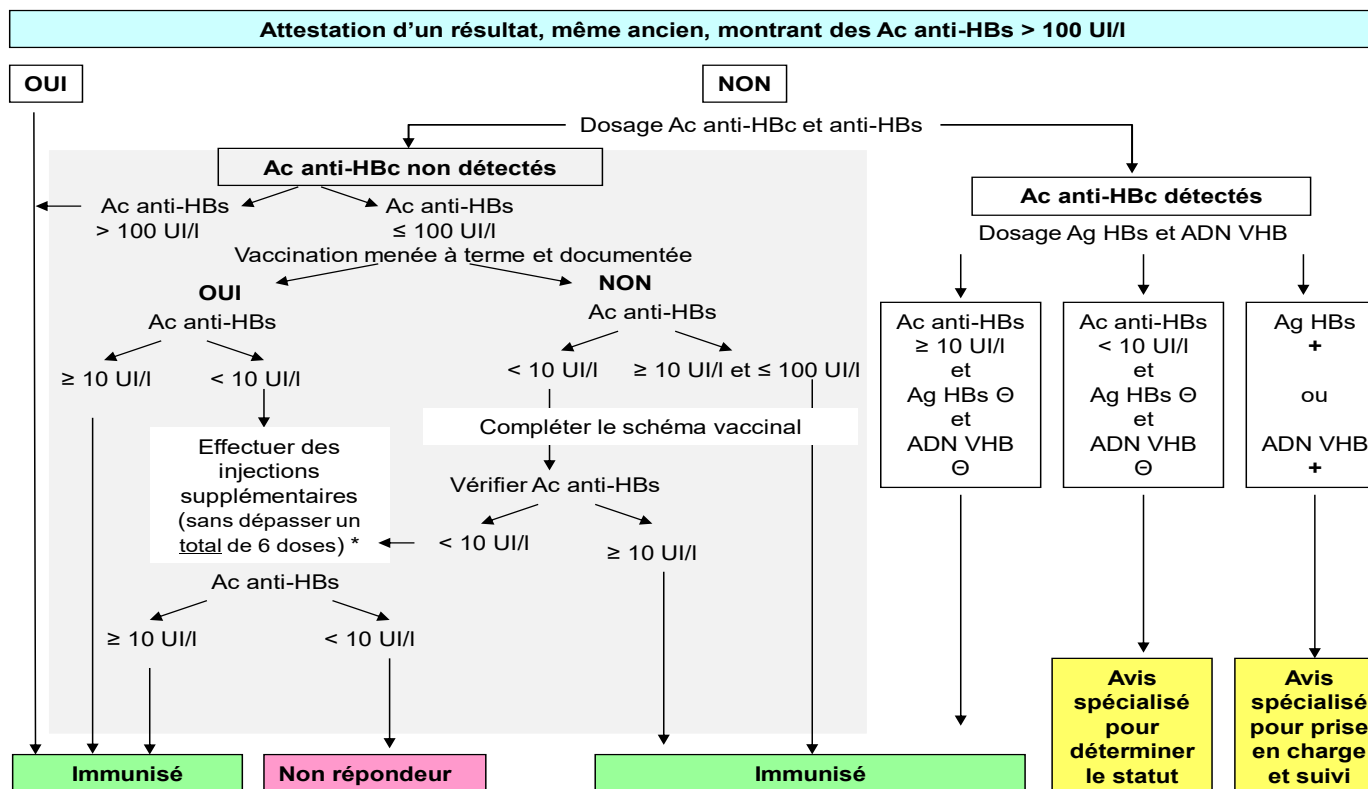 Attestation d’un résultat, même ancien, montrant des Ac anti-HBs > 100 UI/l
OUI
NON
Dosage Ac anti-HBc et anti-HBs
Ac anti-HBc non détectés
Ac anti-HBs
> 100 UI/l
Ac anti-HBs
≤ 100 UI/l
Vaccination menée à terme et documentée
OUI
Ac anti-HBs
≥ 10 UI/l
< 10 UI/l
Effectuer des
injections
supplémentaires
(sans dépasser un
total de 6 doses) *
NON
Ac anti-HBs
< 10 UI/l
≥ 10 UI/l et ≤ 100 UI/l
Compléter le schéma vaccinal
Vérifier Ac anti-HBs
< 10 UI/l
≥ 10 UI/l
Ac anti-HBs
≥ 10 UI/l
< 10 UI/l
Ac anti-HBc détectés
Dosage Ag HBs et ADN VHB
Ac anti-HBs
≥ 10 UI/l
et
Ag HBs Θ
et
ADN VHB
Θ
Ac anti-HBs
< 10 UI/l
et
Ag HBs Θ
et
ADN VHB
Θ
Ag HBs
+
ou
ADN VHB
+
Immunisé
Non répondeur
Immunisé
Avis
spécialisé
pour
déterminer
le statut
Avis
spécialisé
pour prise
en charge
et suivi